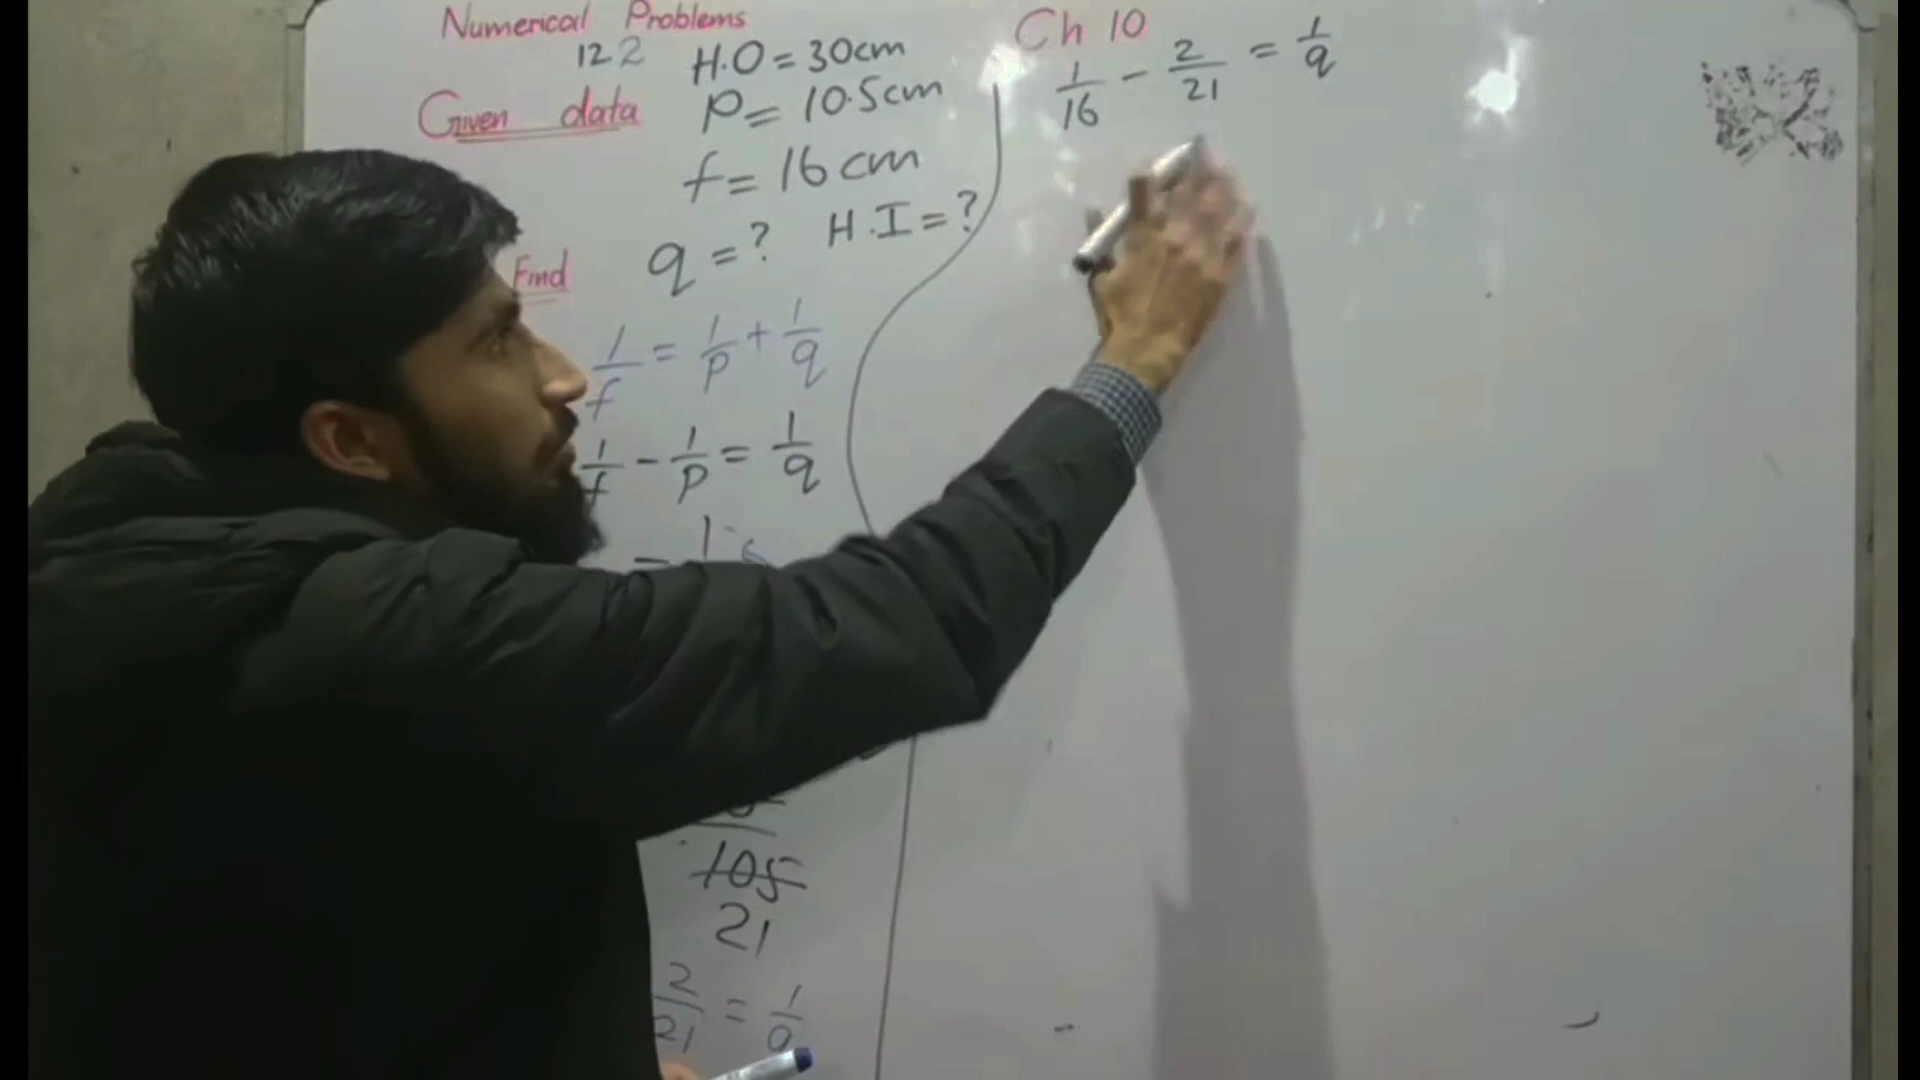 Numerical Problems
12 2 H.O = 30cm
Given data p = 10.5cm
f = 16 cm
Find q = ? H.I = ?
1/f = 1/p + 1/q
1/f - 1/p = 1/q
105
21
2/21 = 1/q
Ch 10
1/16 - 2/21 = 1/q